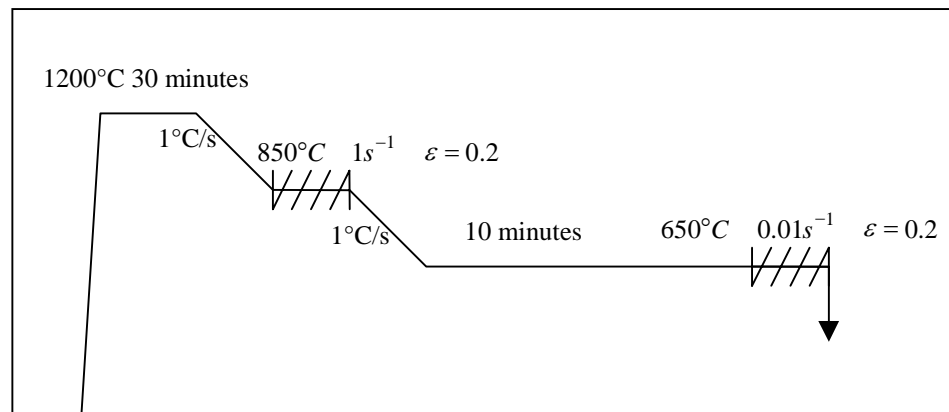 1200°C 30 minutes
1°C/s
850°C 1s⁻¹ ε = 0.2
1°C/s
10 minutes
650°C 0.01s⁻¹ ε = 0.2